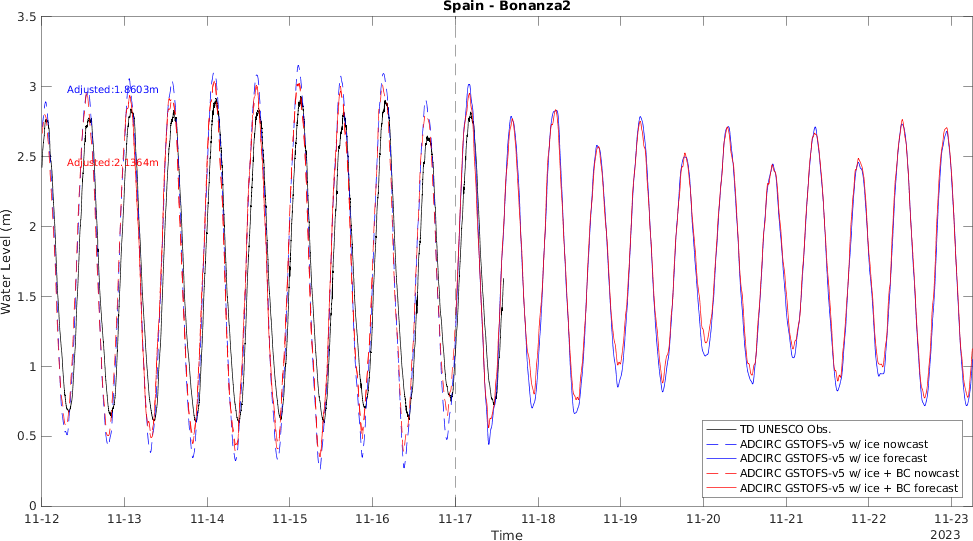 Spain - Bonanza2
3.5
3
2.5
2
1.5
1
0.5
0
Water Level (m)
Adjusted:1.8603m
Adjusted:2.1364m
TD UNESCO Obs.
ADCIRC GSTOFS-v5 w/ ice nowcast
ADCIRC GSTOFS-v5 w/ ice forecast
ADCIRC GSTOFS-v5 w/ ice + BC nowcast
ADCIRC GSTOFS-v5 w/ ice + BC forecast
11-12 11-13 11-14 11-15 11-16 11-17 11-18 11-19 11-20 11-21 11-22 11-23
2023
Time